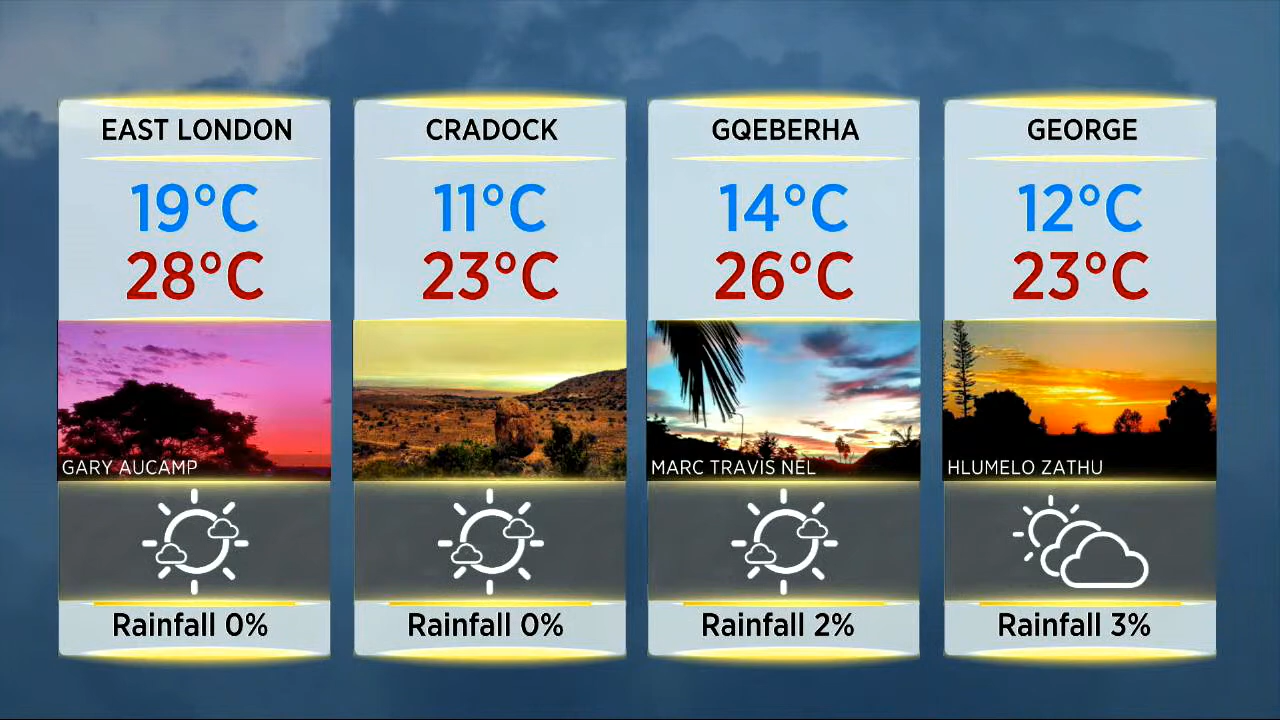 EAST LONDON
19°C
28°C
GARY AUCAMP
Rainfall 0%
CRADOCK
11°C
23°C
Rainfall 0%
GQEBERHA
14°C
26°C
MARC TRAVIS NEL
Rainfall 2%
GEORGE
12°C
23°C
HLUMELO ZATHU
Rainfall 3%